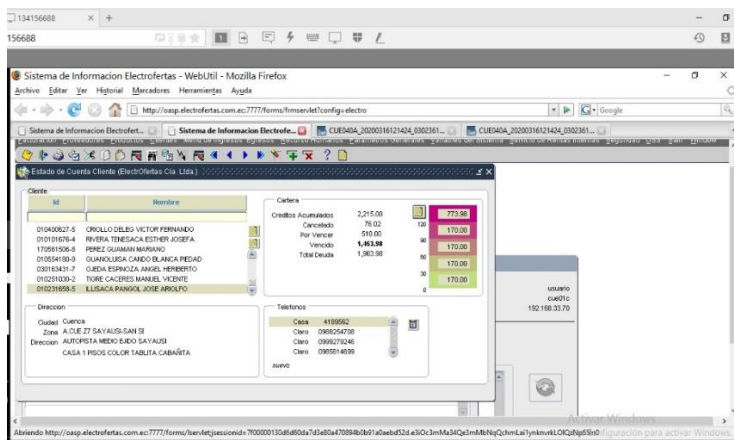 134156688
156688
Sistema de Informacion Electrofertas - WebUtil - Mozilla Firefox
Archivo Editar Ver Historial Marcadores Herramientas Ayuda
http://oasp.electrofertas.com.ec:7777/forms/frmservlet?config=electro
Google
Sistema de Informacion Electrofert...
Sistema de Informacion Electrofe...
CUE040A_20200316121424_0302361...
CUE040A_20200316121424_0302361...
Estado de Cuenta Cliente (ElectrOfertas Cia. Ltda.)
Cliente
Id Nombre
010400627-5 CRIOLLO DELEG VICTOR FERNANDO
010101676-4 RIVERA TENESACA ESTHER JOSEFA
170561506-8 PEREZ GUAMAN MARIANO
010554180-9 GUANOLUISA CANDO BLANCA PIEDAD
030163431-7 OJEDA ESPINOZA ANGEL HERIBERTO
010251030-2 TIGRE CACERES MANUEL VICENTE
010231658-5 ILLISACA PANGOL JOSE ARIOLFO
Cartera
Creditos Acumulados 2,215.00
Cancelado 76.02
Por Vencer 510.00
Vencido 1,463.98
Total Deuda 1,963.98
773.98
120
170.00
90
170.00
60
170.00
30
170.00
0
Direccion
Ciudad Cuenca
Zona A.CUE.Z7 SAYAUSI-SAN SI
Direccion AUTOPISTA MEDIO EJIDO SAYAUSI
CASA 1 PISOS COLOR TABLITA CABAÑITA
Telefonos
Casa 4189562
Claro 0988254708
Claro 0999279246
Claro 0985814699
nuevo
usuario
cue01c
192.168.33.70
Activar Windows